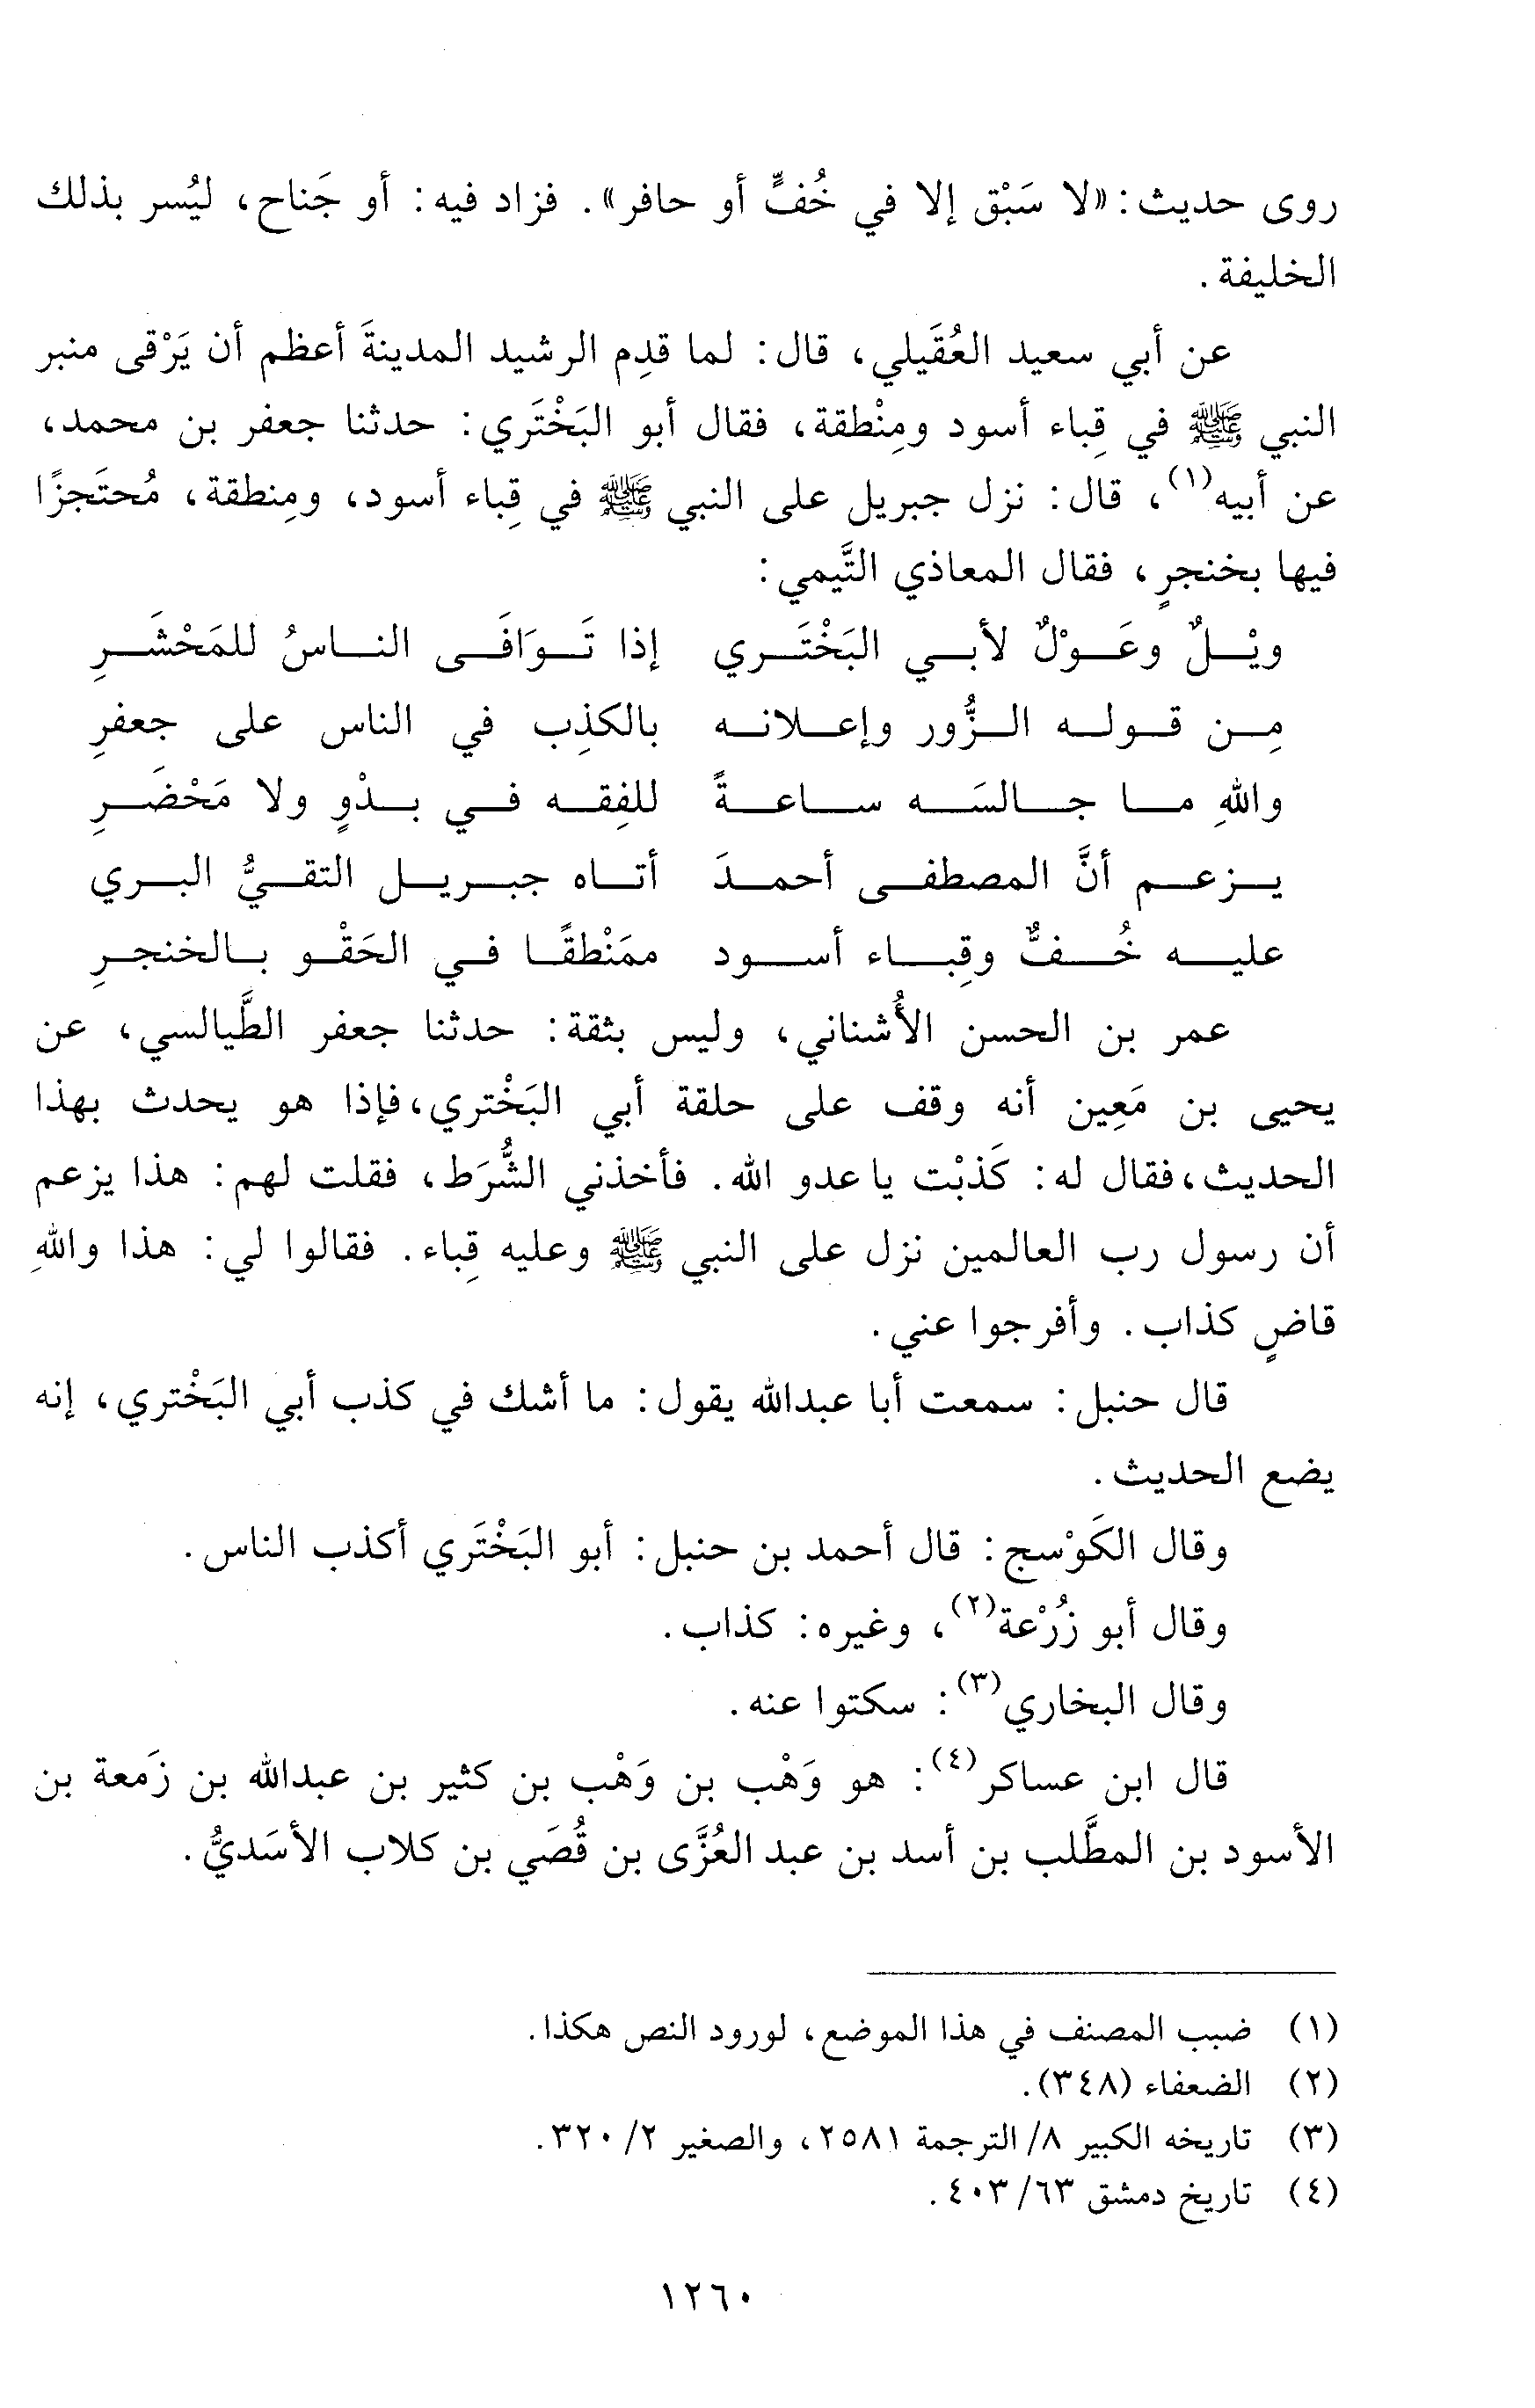 روى حديث: «لا سَبْق إلا في خُفٍّ أو حافر». فزاد فيه: أو جَناح، ليُسر بذلك
الخليفة.
عن أبي سعيد العُقَيلي، قال: لما قدِم الرشيد المدينةَ أعظم أن يَرْقى منبر
النبي ﷺ في قِباء أسود ومِنْطقة، فقال أبو البَخْتَري: حدثنا جعفر بن محمد،
عن أبيه(١)، قال: نزل جبريل على النبي ﷺ في قِباء أسود، ومِنطقة، مُحتَجزًا
فيها بخنجرٍ، فقال المعاذي التَّيمي:
ويْلٌ وعَوْلٌ لأبي البَخْتَري إذا تَوَافَى الناسُ للمَحْشَرِ
مِن قوله الزُّور وإعلانه بالكذِب في الناس على جعفرِ
واللهِ ما جالسَه ساعةً للفِقه في بدْوٍ ولا مَحْضَرِ
يزعم أنَّ المصطفى أحمدَ أتاه جبريل التقيُّ البري
عليه خُفٌّ وقِباء أسود ممَنْطقًا في الحَقْو بالخنجرِ
عمر بن الحسن الأُشناني، وليس بثقة: حدثنا جعفر الطَّيالسي، عن
يحيى بن مَعِين أنه وقف على حلقة أبي البَخْتري، فإذا هو يحدث بهذا
الحديث، فقال له: كَذبْت يا عدو الله. فأخذني الشُّرَط، فقلت لهم: هذا يزعم
أن رسول رب العالمين نزل على النبي ﷺ وعليه قِباء. فقالوا لي: هذا واللهِ
قاضٍ كذاب. وأفرجوا عني.
قال حنبل: سمعت أبا عبدالله يقول: ما أشك في كذب أبي البَخْتري، إنه
يضع الحديث.
وقال الكَوْسج: قال أحمد بن حنبل: أبو البَخْتَري أكذب الناس.
وقال أبو زُرْعة(٢)، وغيره: كذاب.
وقال البخاري(٣): سكتوا عنه.
قال ابن عساكر(٤): هو وَهْب بن وَهْب بن كثير بن عبدالله بن زَمعة بن
الأسود بن المطَّلب بن أسد بن عبد العُزَّى بن قُصَي بن كلاب الأسَديُّ.
(١) ضبب المصنف في هذا الموضع، لورود النص هكذا.
(٢) الضعفاء (٣٤٨).
(٣) تاريخه الكبير ٨/ الترجمة ٢٥٨١، والصغير ٢/ ٣٢٠.
(٤) تاريخ دمشق ٦٣/ ٤٠٣.
١٢٦٠